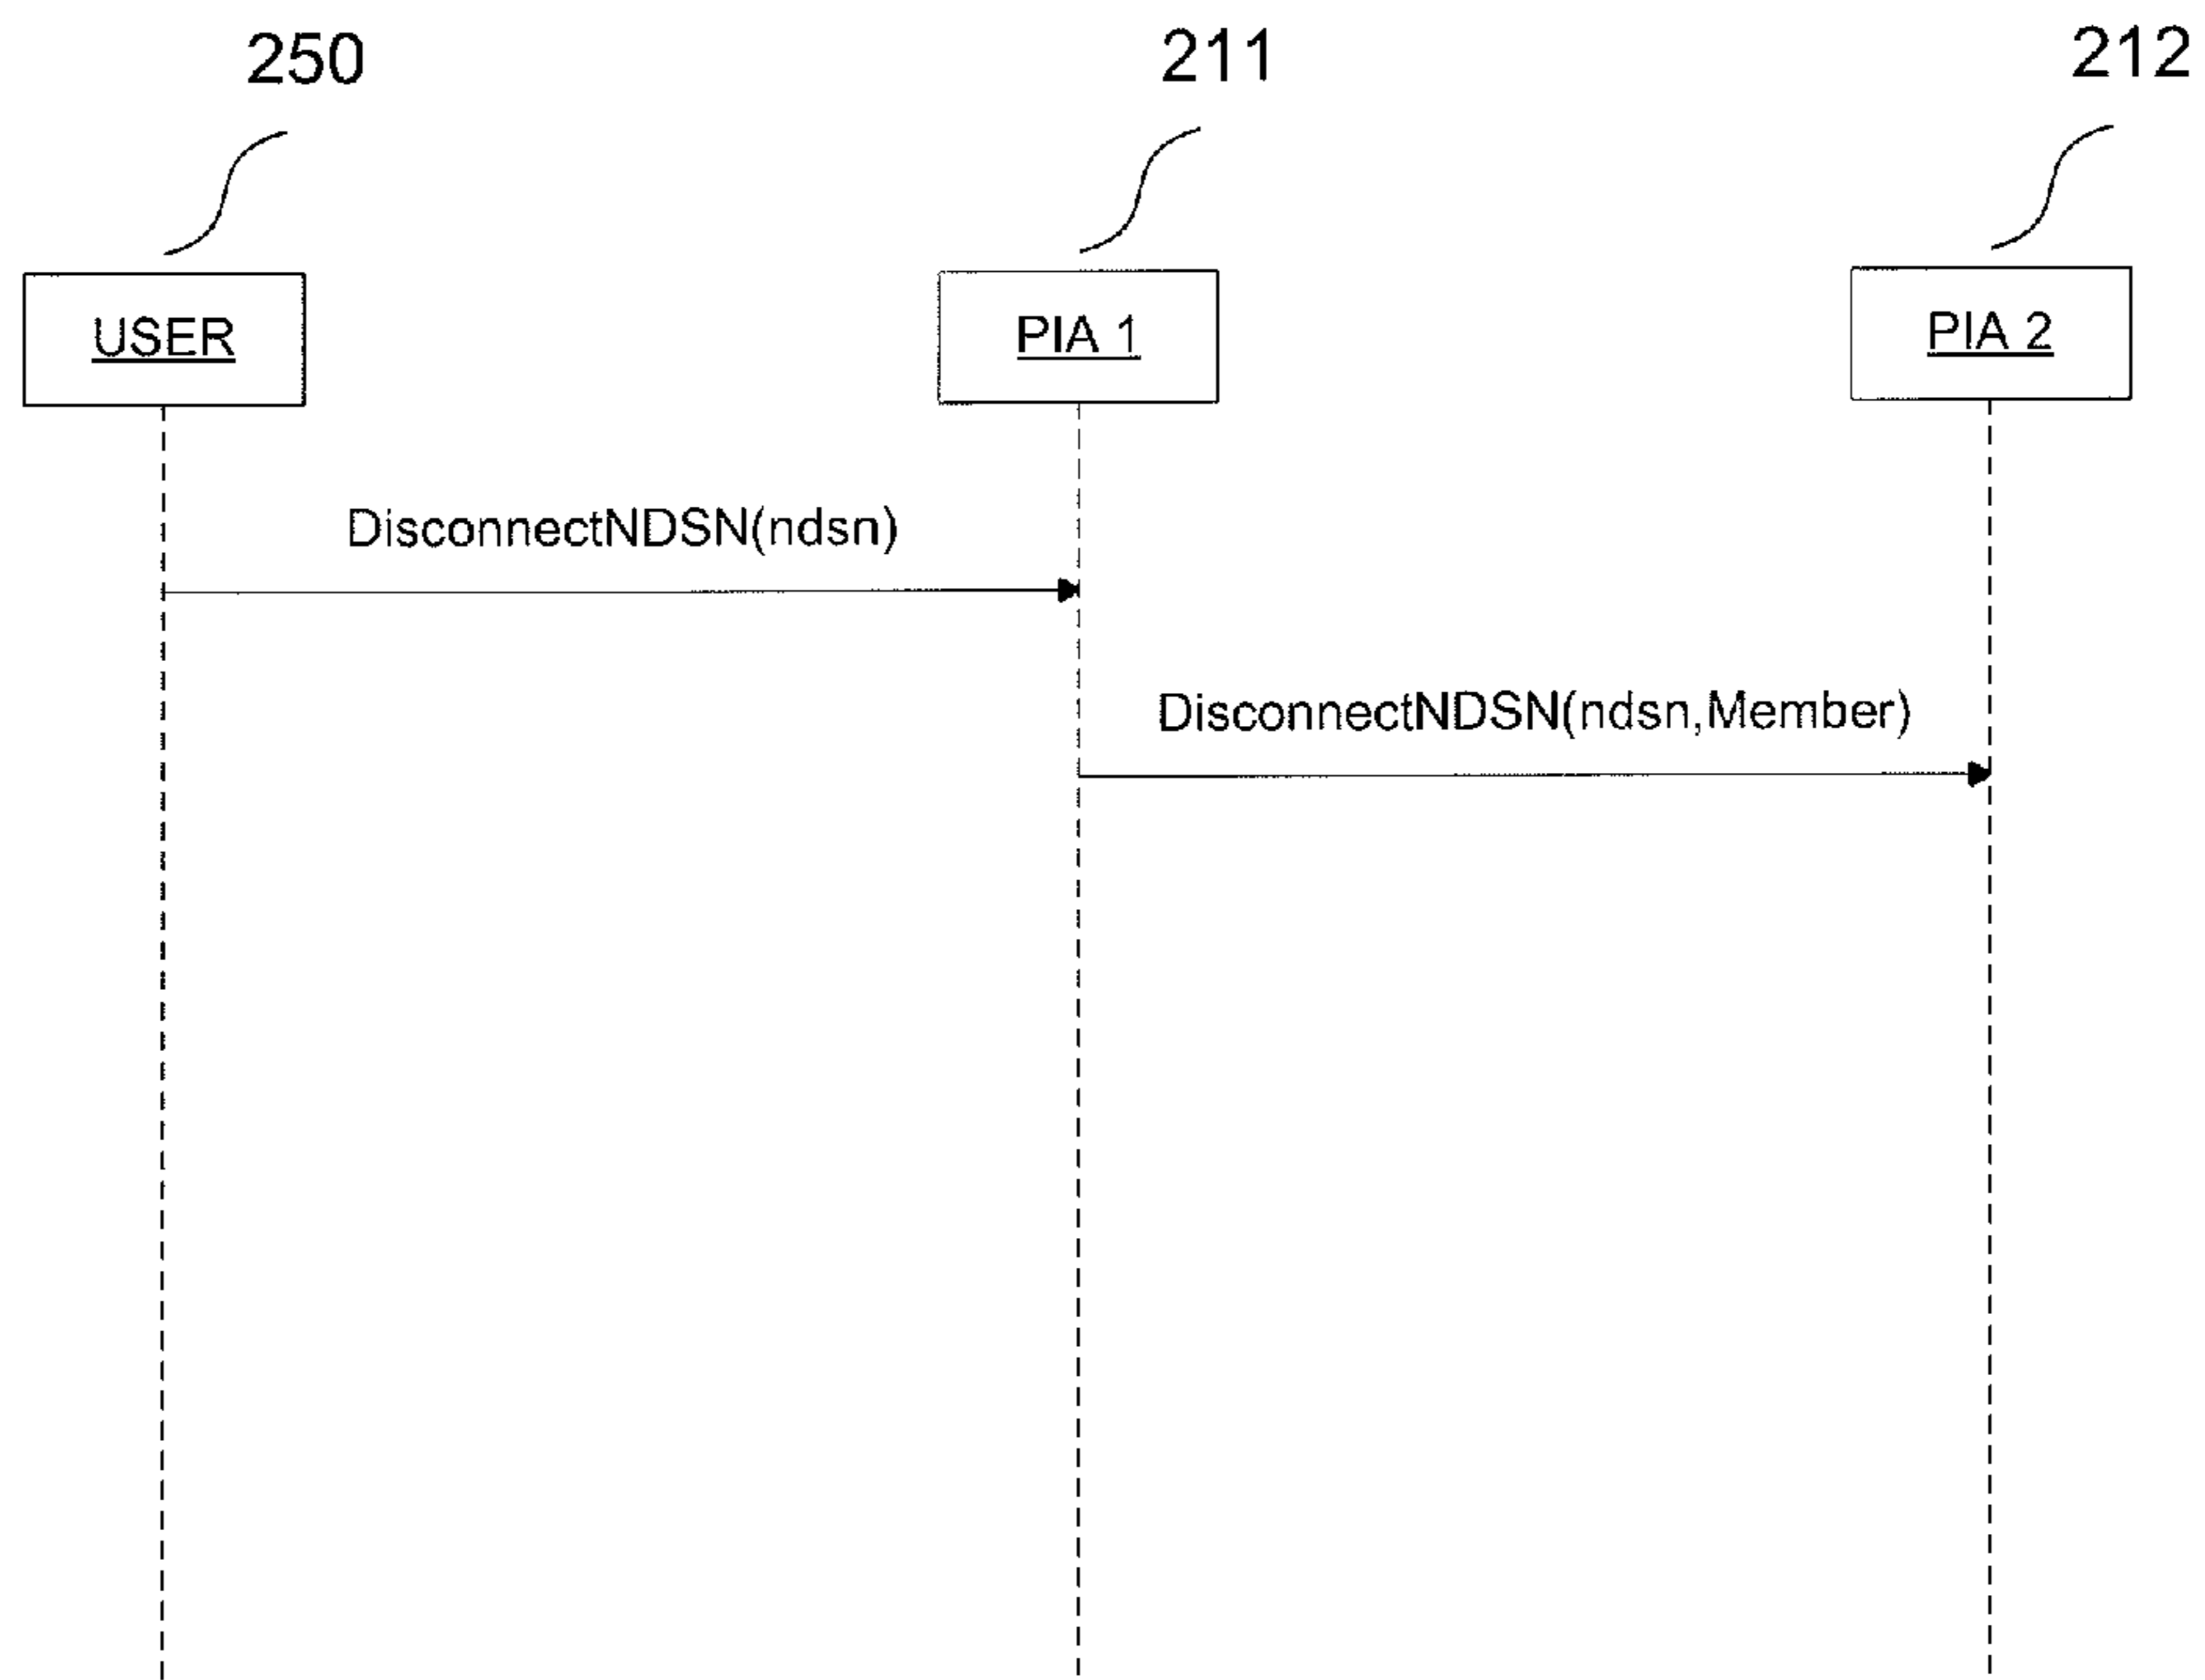 250 211 212
USER PIA 1 PIA 2
DisconnectNDSN(ndsn)
DisconnectNDSN(ndsn,Member)